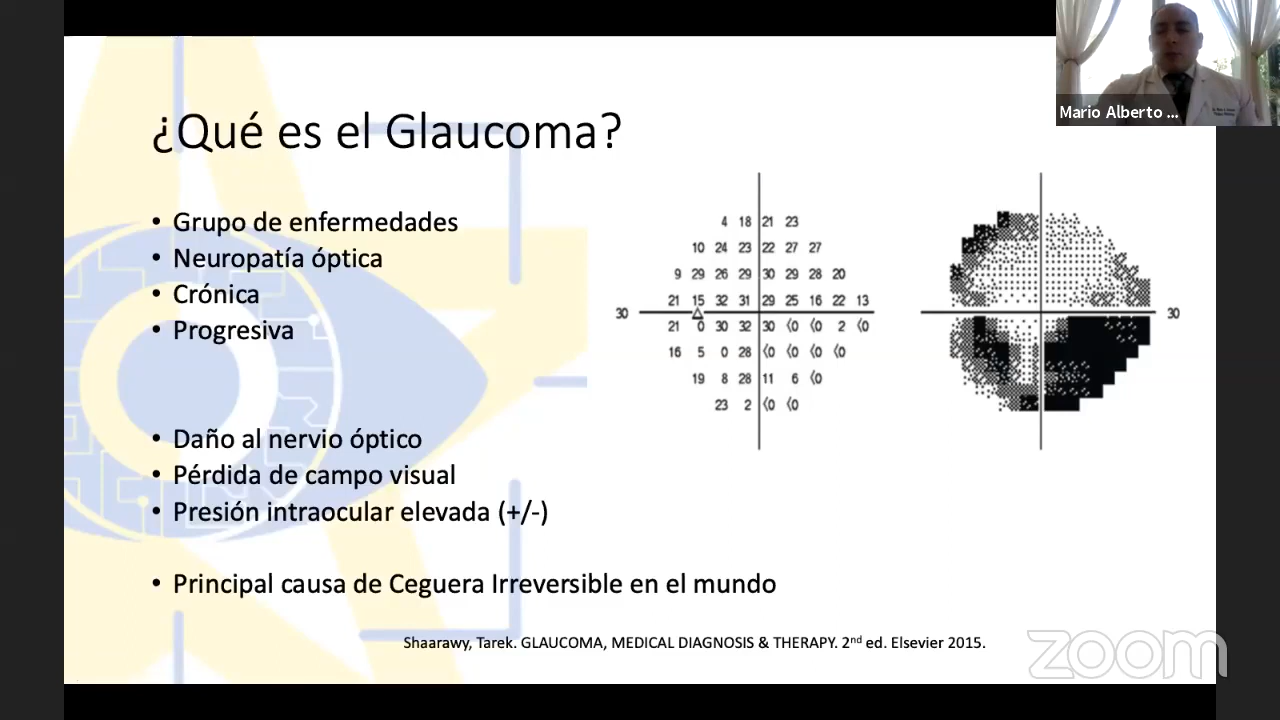 ¿Qué es el Glaucoma?
• Grupo de enfermedades
• Neuropatía óptica
• Crónica
• Progresiva
• Daño al nervio óptico
• Pérdida de campo visual
• Presión intraocular elevada (+/-)
• Principal causa de Ceguera Irreversible en el mundo
4 18 21 23
10 24 23 22 27 27
9 29 26 29 30 29 28 20
21 15 32 31 29 25 16 22 13
30
21 0 30 32 30 ⟨0 ⟨0 2 ⟨0
16 5 0 28 ⟨0 ⟨0 ⟨0 ⟨0
19 8 28 11 6 ⟨0
23 2 ⟨0 ⟨0
30
Shaarawy, Tarek. GLAUCOMA, MEDICAL DIAGNOSIS & THERAPY. 2nd ed. Elsevier 2015.
Mario Alberto ...
zoom